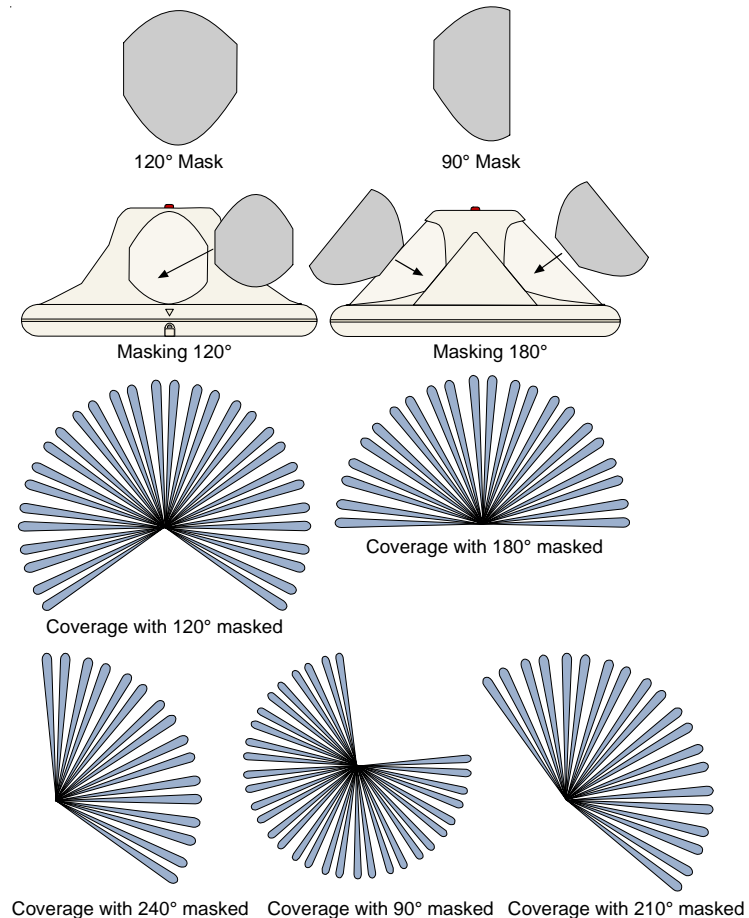 120° Mask
90° Mask
Masking 120°
Masking 180°
Coverage with 180° masked
Coverage with 120° masked
Coverage with 240° masked
Coverage with 90° masked
Coverage with 210° masked